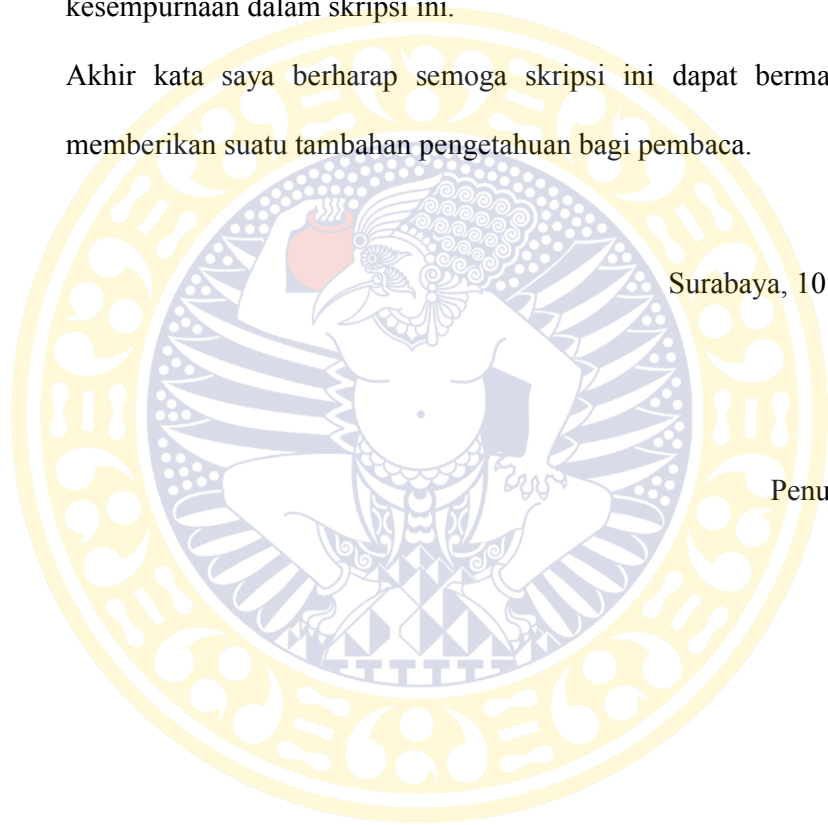 kesempurnaan dalam skripsi ini.
Akhir kata saya berharap semoga skripsi ini dapat berma
memberikan suatu tambahan pengetahuan bagi pembaca.
Surabaya, 10
Penu